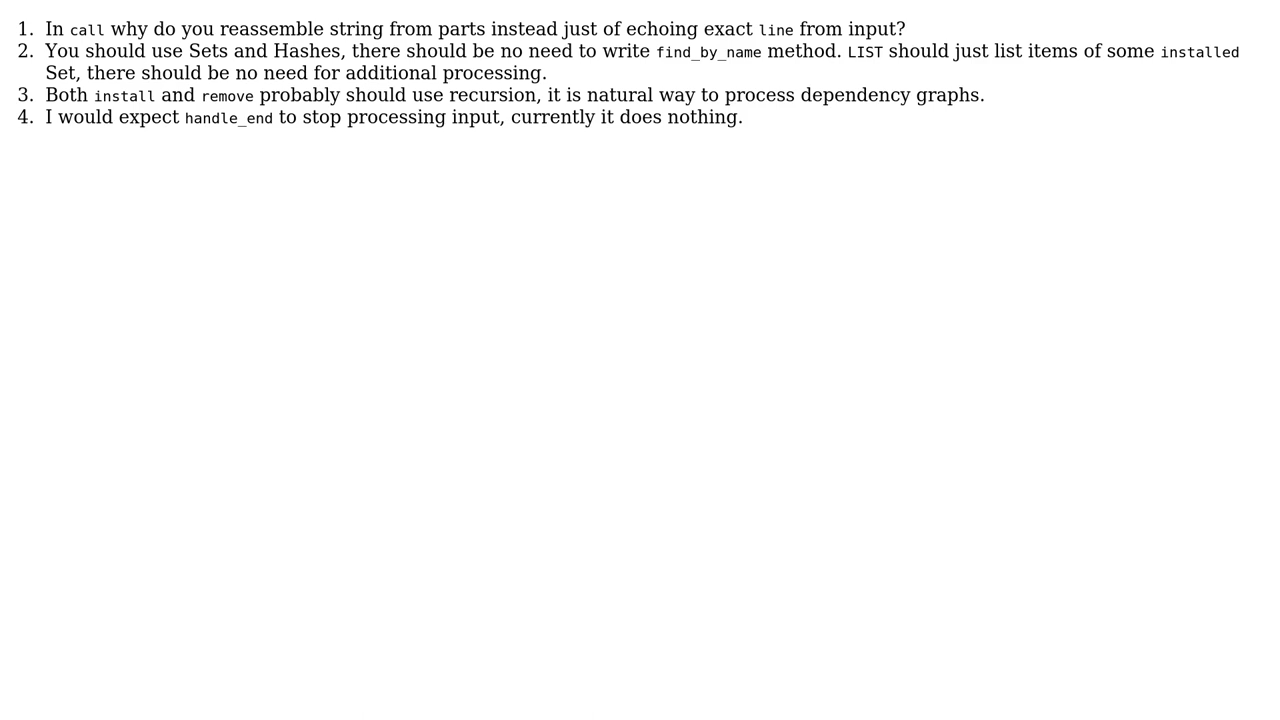 1. In call why do you reassemble string from parts instead just of echoing exact line from input?
2. You should use Sets and Hashes, there should be no need to write find_by_name method. LIST should just list items of some installed
Set, there should be no need for additional processing.
3. Both install and remove probably should use recursion, it is natural way to process dependency graphs.
4. I would expect handle_end to stop processing input, currently it does nothing.